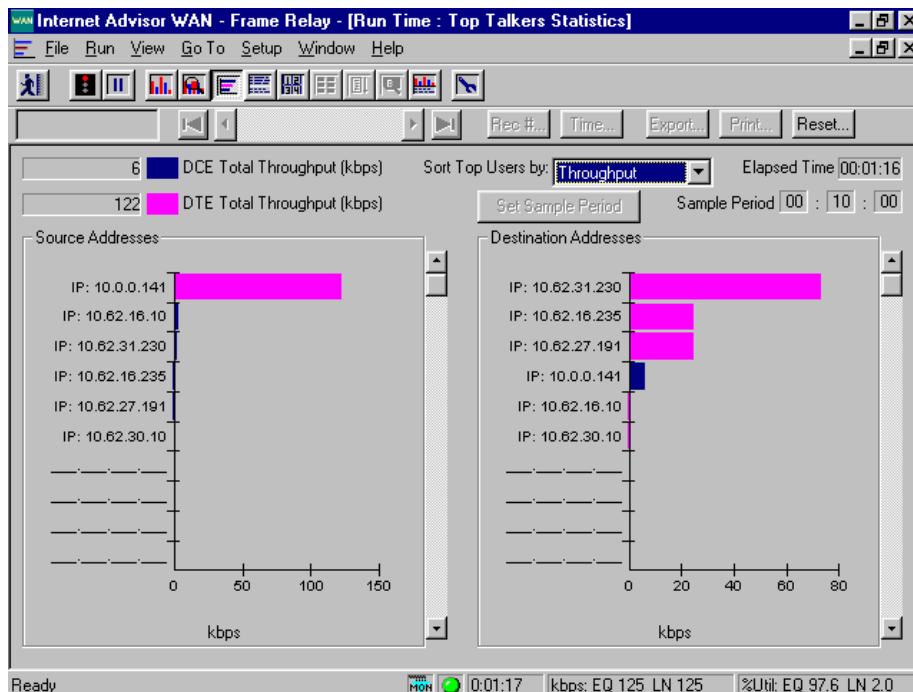 WAN Internet Advisor WAN - Frame Relay - [Run Time : Top Talkers Statistics]
File Run View Go To Setup Window Help
Rec #... Time... Export... Print... Reset...
6 DCE Total Throughput (kbps) Sort Top Users by: Throughput Elapsed Time 00:01:16
122 DTE Total Throughput (kbps) Set Sample Period Sample Period 00 : 10 : 00
Source Addresses
IP: 10.0.0.141
IP: 10.62.16.10
IP: 10.62.31.230
IP: 10.62.16.235
IP: 10.62.27.191
IP: 10.62.30.10
0 50 100 150
kbps
Destination Addresses
IP: 10.62.31.230
IP: 10.62.16.235
IP: 10.62.27.191
IP: 10.0.0.141
IP: 10.62.16.10
IP: 10.62.30.10
0 20 40 60 80
kbps
Ready MON 0:01:17 kbps: EQ 125 LN 125 %Util: EQ 97.6 LN 2.0